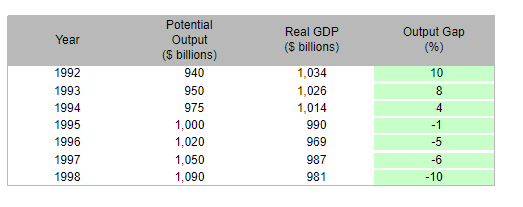 Year Potential Output ($ billions) Real GDP ($ billions) Output Gap (%)
1992 940 1,034 10
1993 950 1,026 8
1994 975 1,014 4
1995 1,000 990 -1
1996 1,020 969 -5
1997 1,050 987 -6
1998 1,090 981 -10